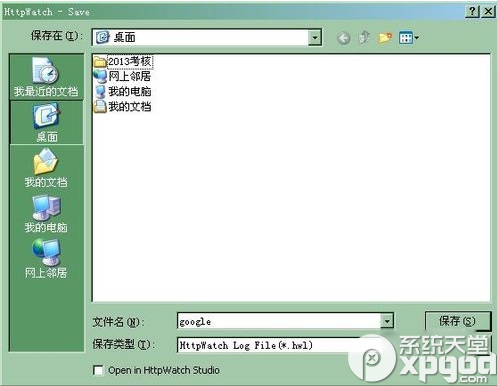 HttpWatch - Save
保存在(I):
桌面
我最近的文档
桌面
我的文档
我的电脑
网上邻居
2013考核
网上邻居
我的电脑
我的文档
文件名(N):
google
保存(S)
保存类型(T):
HttpWatch Log File(*.hwl)
Open in HttpWatch Studio
系统天堂
xpgod
.com